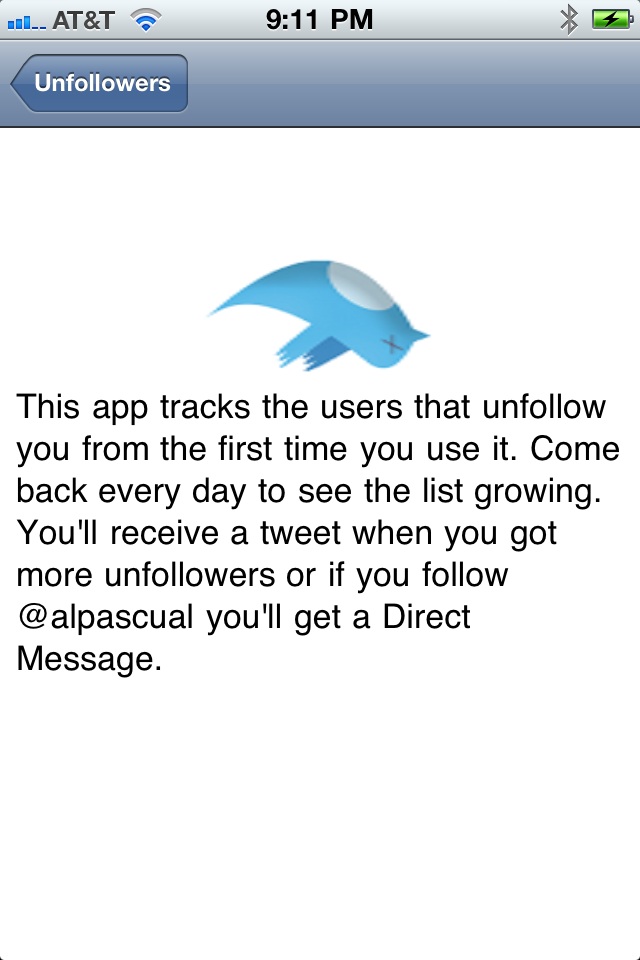 AT&T 9:11 PM
Unfollowers
This app tracks the users that unfollow
you from the first time you use it. Come
back every day to see the list growing.
You'll receive a tweet when you got
more unfollowers or if you follow
@alpascual you'll get a Direct
Message.